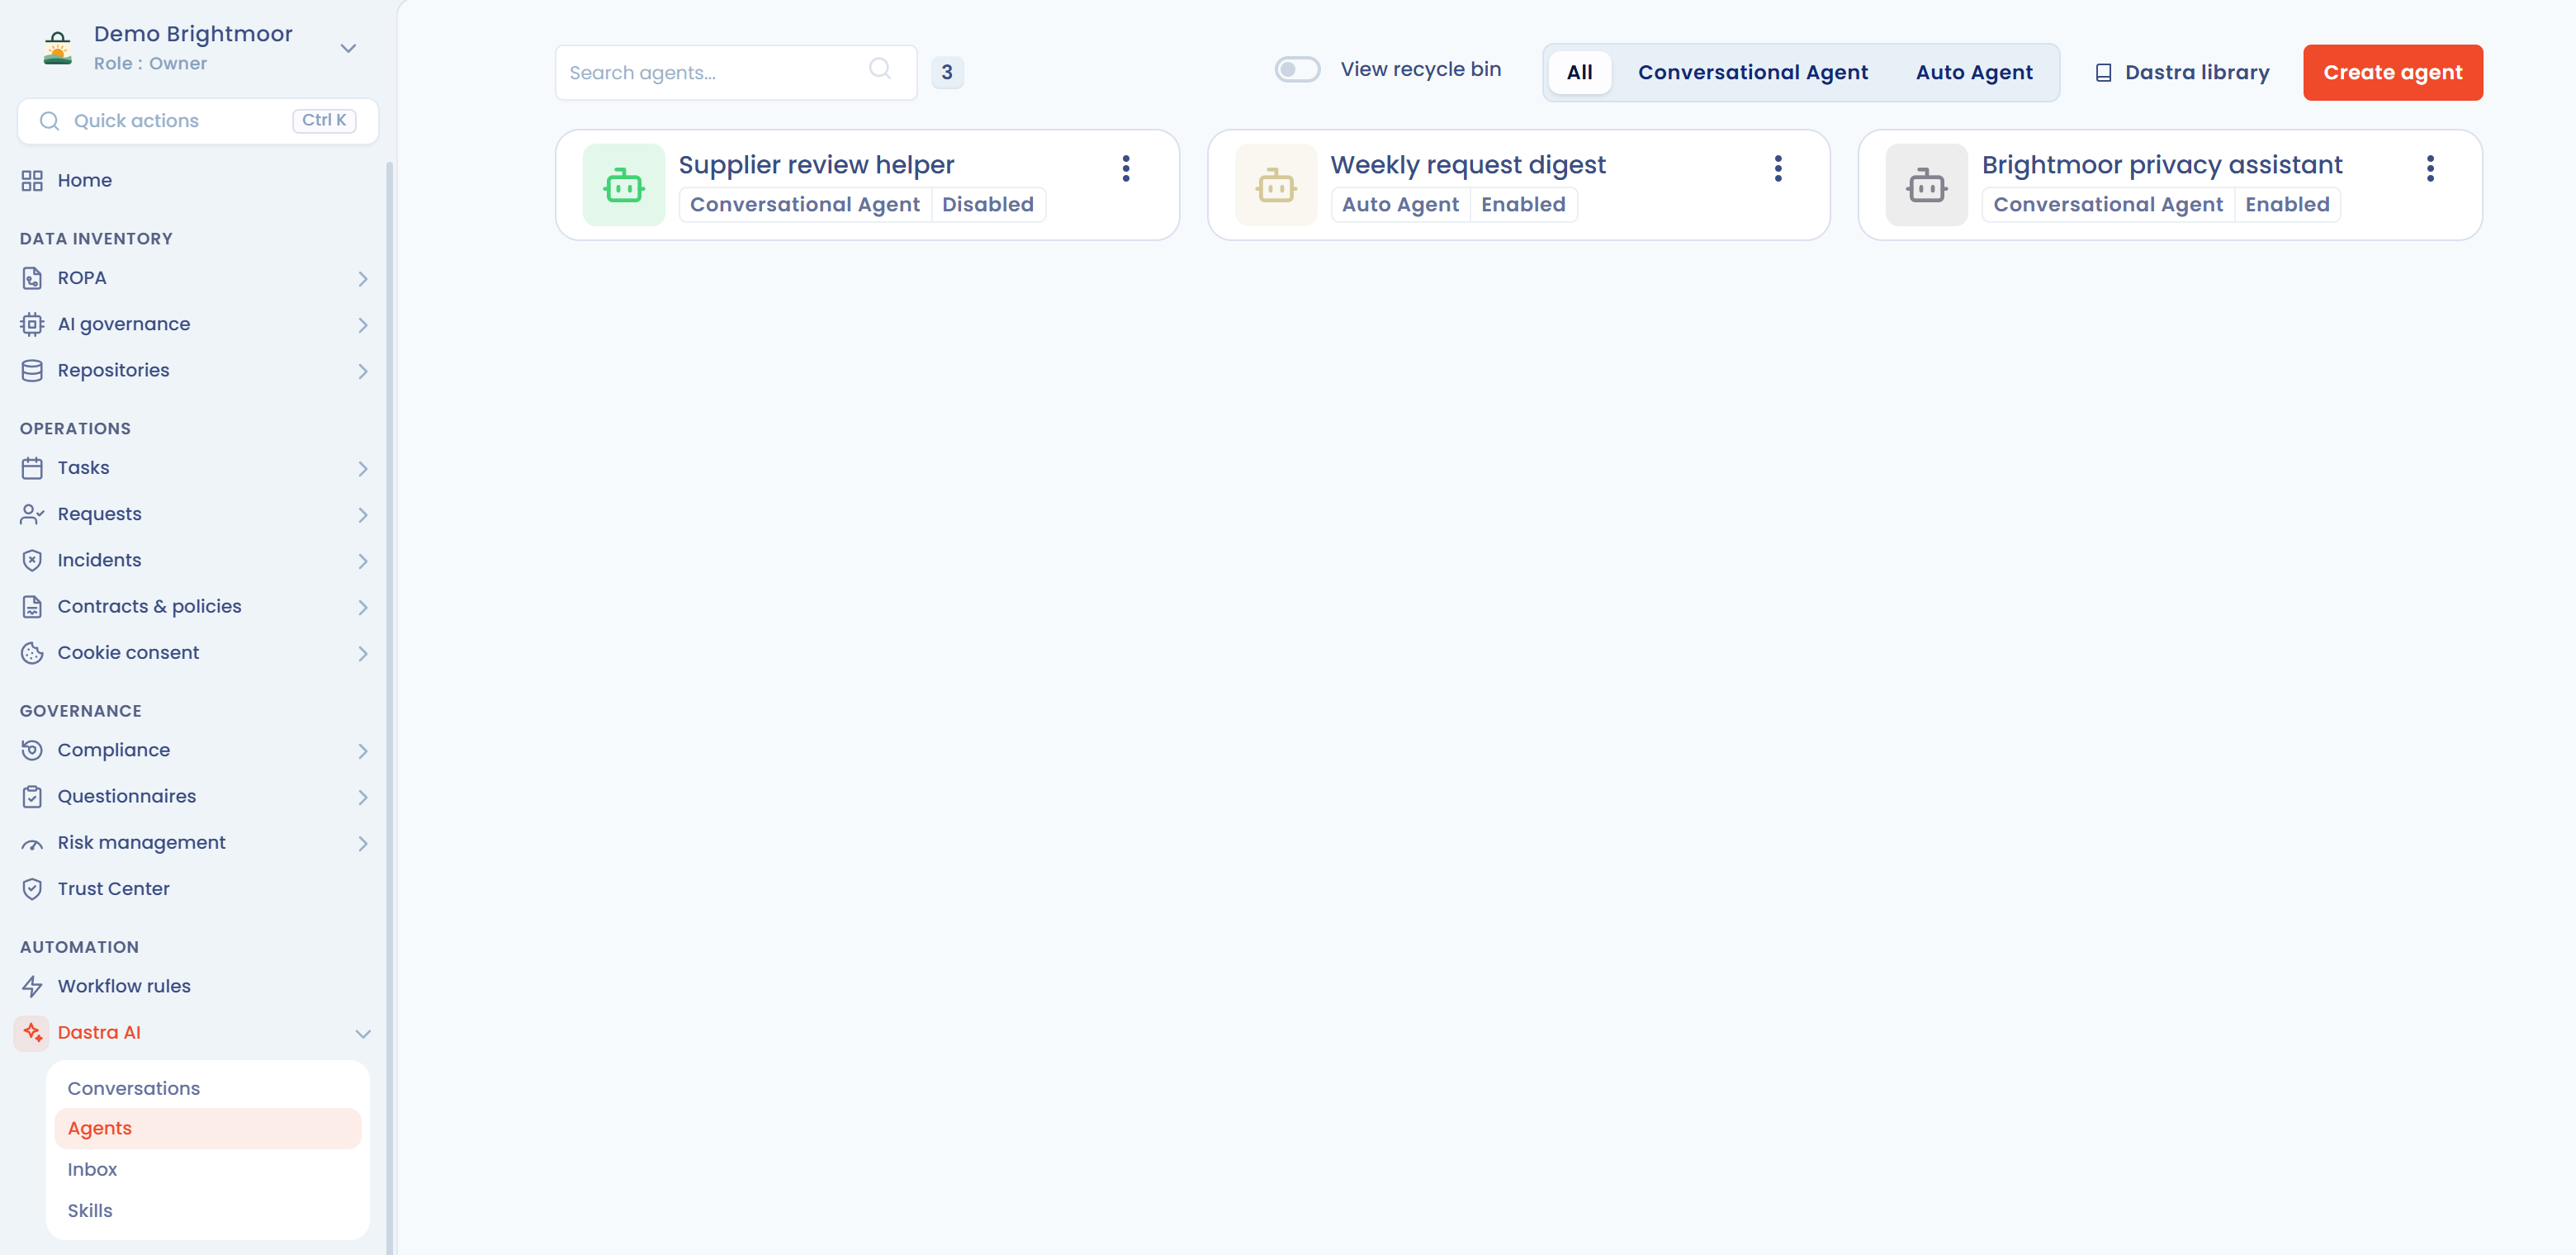 Demo Brightmoor
Role : Owner
Quick actions
Ctrl K
Home
DATA INVENTORY
ROPA
AI governance
Repositories
OPERATIONS
Tasks
Requests
Incidents
Contracts & policies
Cookie consent
GOVERNANCE
Compliance
Questionnaires
Risk management
Trust Center
AUTOMATION
Workflow rules
Dastra AI
Conversations
Agents
Inbox
Skills
Search agents...
3
View recycle bin
All
Conversational Agent
Auto Agent
Dastra library
Create agent
Supplier review helper
Conversational Agent
Disabled
Weekly request digest
Auto Agent
Enabled
Brightmoor privacy assistant
Conversational Agent
Enabled